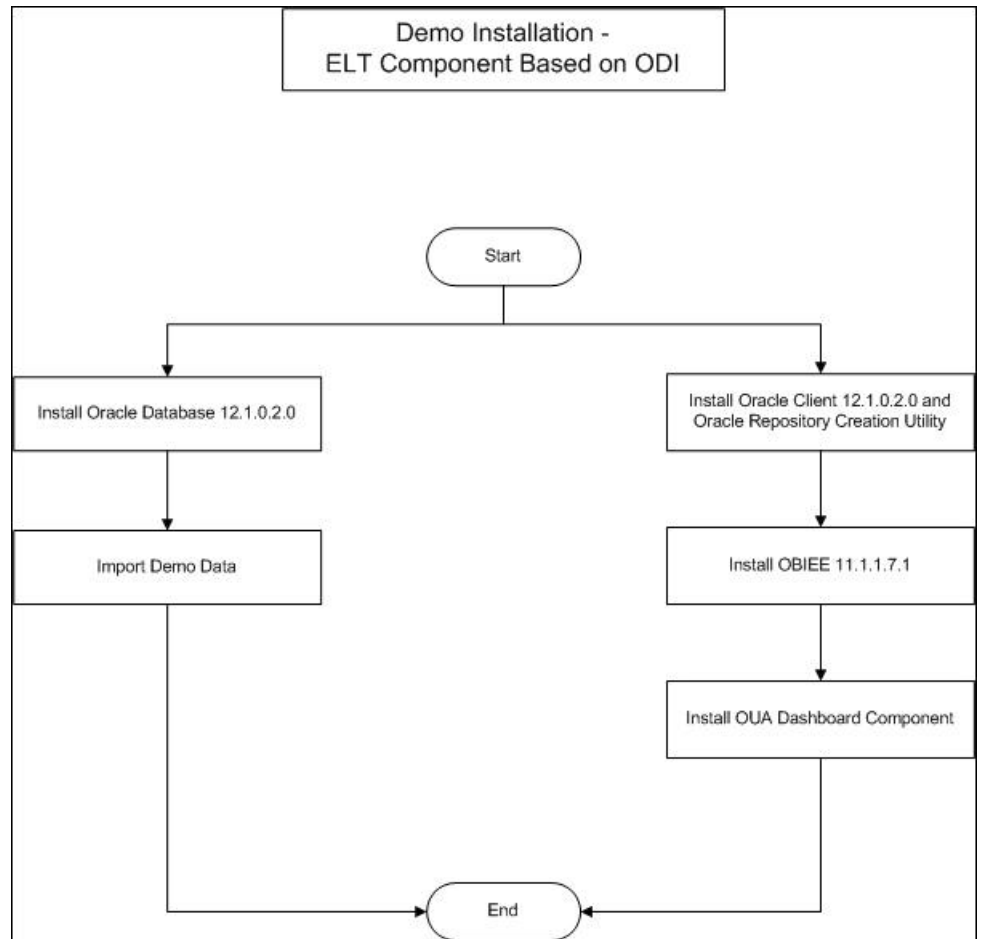 Demo Installation -
ELT Component Based on ODI
Start
Install Oracle Database 12.1.0.2.0
Install Oracle Client 12.1.0.2.0 and
Oracle Repository Creation Utility
Import Demo Data
Install OBIEE 11.1.1.7.1
Install OUA Dashboard Component
End